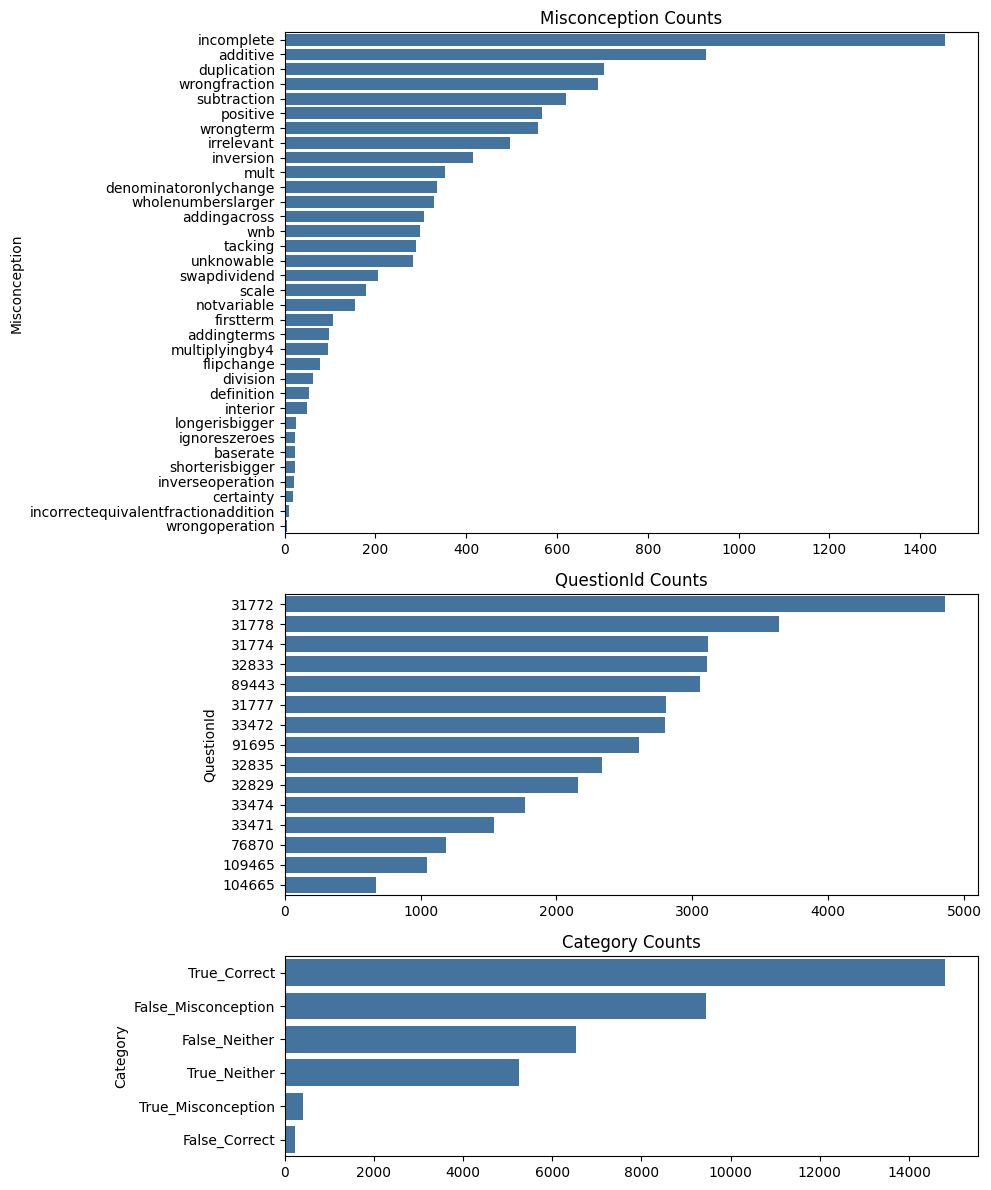 Misconception Counts
incomplete
additive
duplication
wrongfraction
subtraction
positive
wrongterm
irrelevant
inversion
mult
denominatoronlychange
wholenumberslarger
addingacross
wnb
tacking
unknowable
swapdividend
scale
notvariable
firstterm
addingterms
multiplyingby4
flipchange
division
definition
interior
longerisbigger
ignoreszeroes
baserate
shorterisbigger
inverseoperation
certainty
incorrectequivalentfractionaddition
wrongoperation
Misconception
0 200 400 600 800 1000 1200 1400
QuestionId Counts
31772
31778
31774
32833
89443
31777
33472
91695
32835
32829
33474
33471
76870
109465
104665
QuestionId
0 1000 2000 3000 4000 5000
Category Counts
True_Correct
False_Misconception
False_Neither
True_Neither
True_Misconception
False_Correct
Category
0 2000 4000 6000 8000 10000 12000 14000